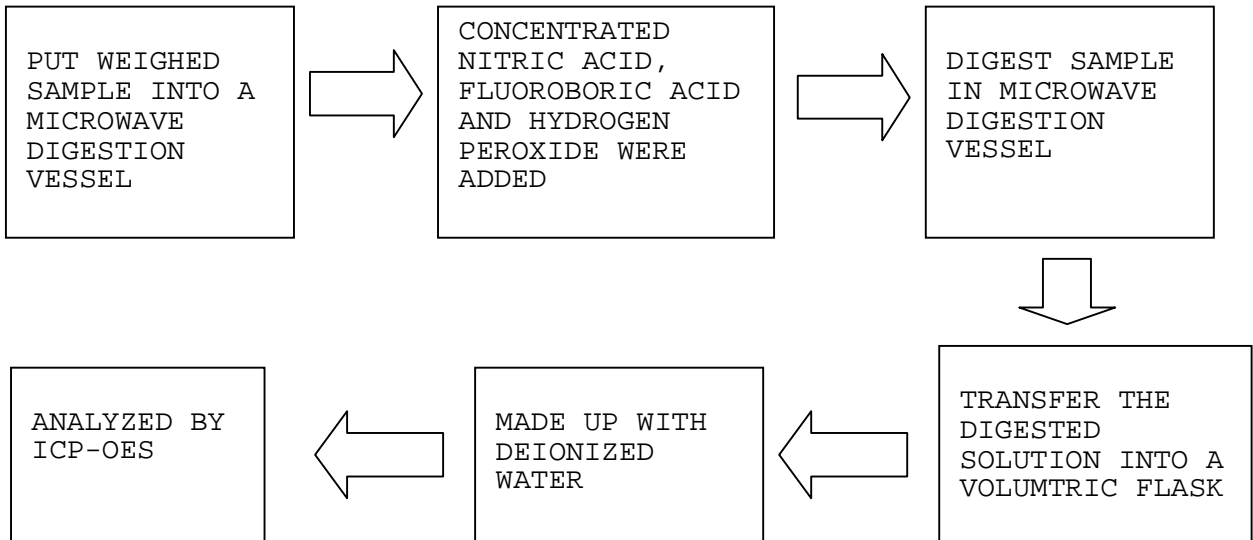 PUT WEIGHED
SAMPLE INTO A
MICROWAVE
DIGESTION
VESSEL
CONCENTRATED
NITRIC ACID,
FLUOROBORIC ACID
AND HYDROGEN
PEROXIDE WERE
ADDED
DIGEST SAMPLE
IN MICROWAVE
DIGESTION
VESSEL
TRANSFER THE
DIGESTED
SOLUTION INTO A
VOLUMTRIC FLASK
MADE UP WITH
DEIONIZED
WATER
ANALYZED BY
ICP-OES